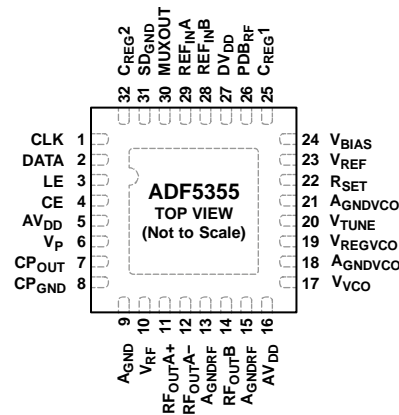 CREG2
SDGND
MUXOUT
REFINA
REFINB
DVDD
PDBRF
CREG1
32 31 30 29 28 27 26 25
CLK 1
DATA 2
LE 3
CE 4
AVDD 5
VP 6
CPOUT 7
CPGND 8
ADF5355
TOP VIEW
(Not to Scale)
24 VBIAS
23 VREF
22 RSET
21 AGNDVCO
20 VTUNE
19 VREGVCO
18 AGNDVCO
17 VVCO
9 10 11 12 13 14 15 16
AGND
VRF
RFOUTA+
RFOUTA−
AGNDRF
RFOUTB
AGNDRF
AVDD